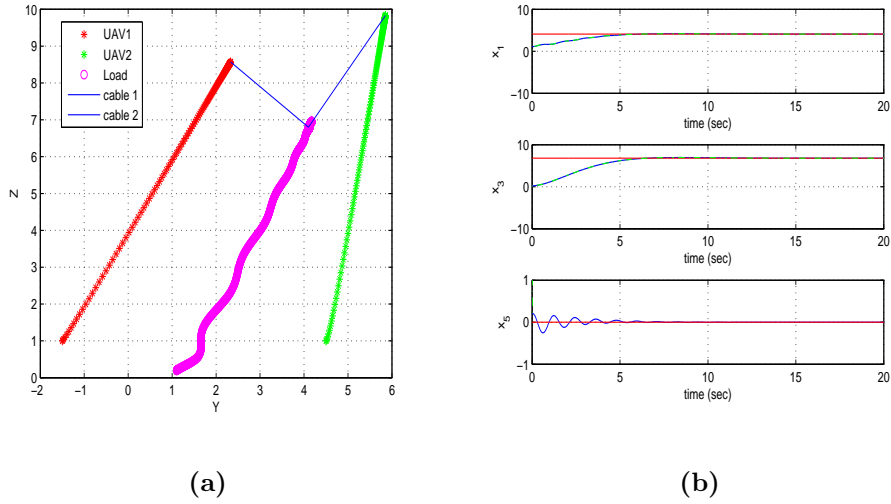 10
9
8
7
6
5
4
3
2
1
0
Z
−2 −1 0 1 2 3 4 5 6
Y
UAV1
UAV2
Load
cable 1
cable 2
(a)
10
0
−10
x1
0 5 10 15 20
time (sec)
10
0
−10
x3
0 5 10 15 20
time (sec)
1
0
−1
x5
0 5 10 15 20
time (sec)
(b)